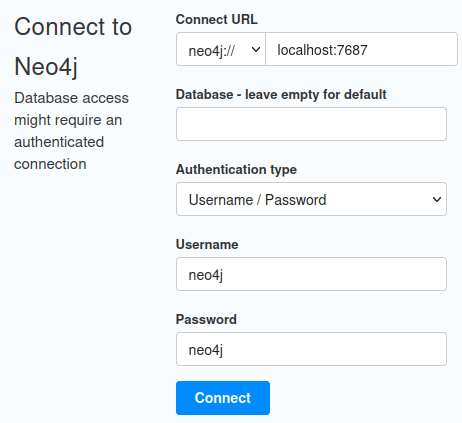 Connect to
Neo4j
Database access
might require an
authenticated
connection
Connect URL
neo4j:// localhost:7687
Database - leave empty for default
Authentication type
Username / Password
Username
neo4j
Password
neo4j
Connect